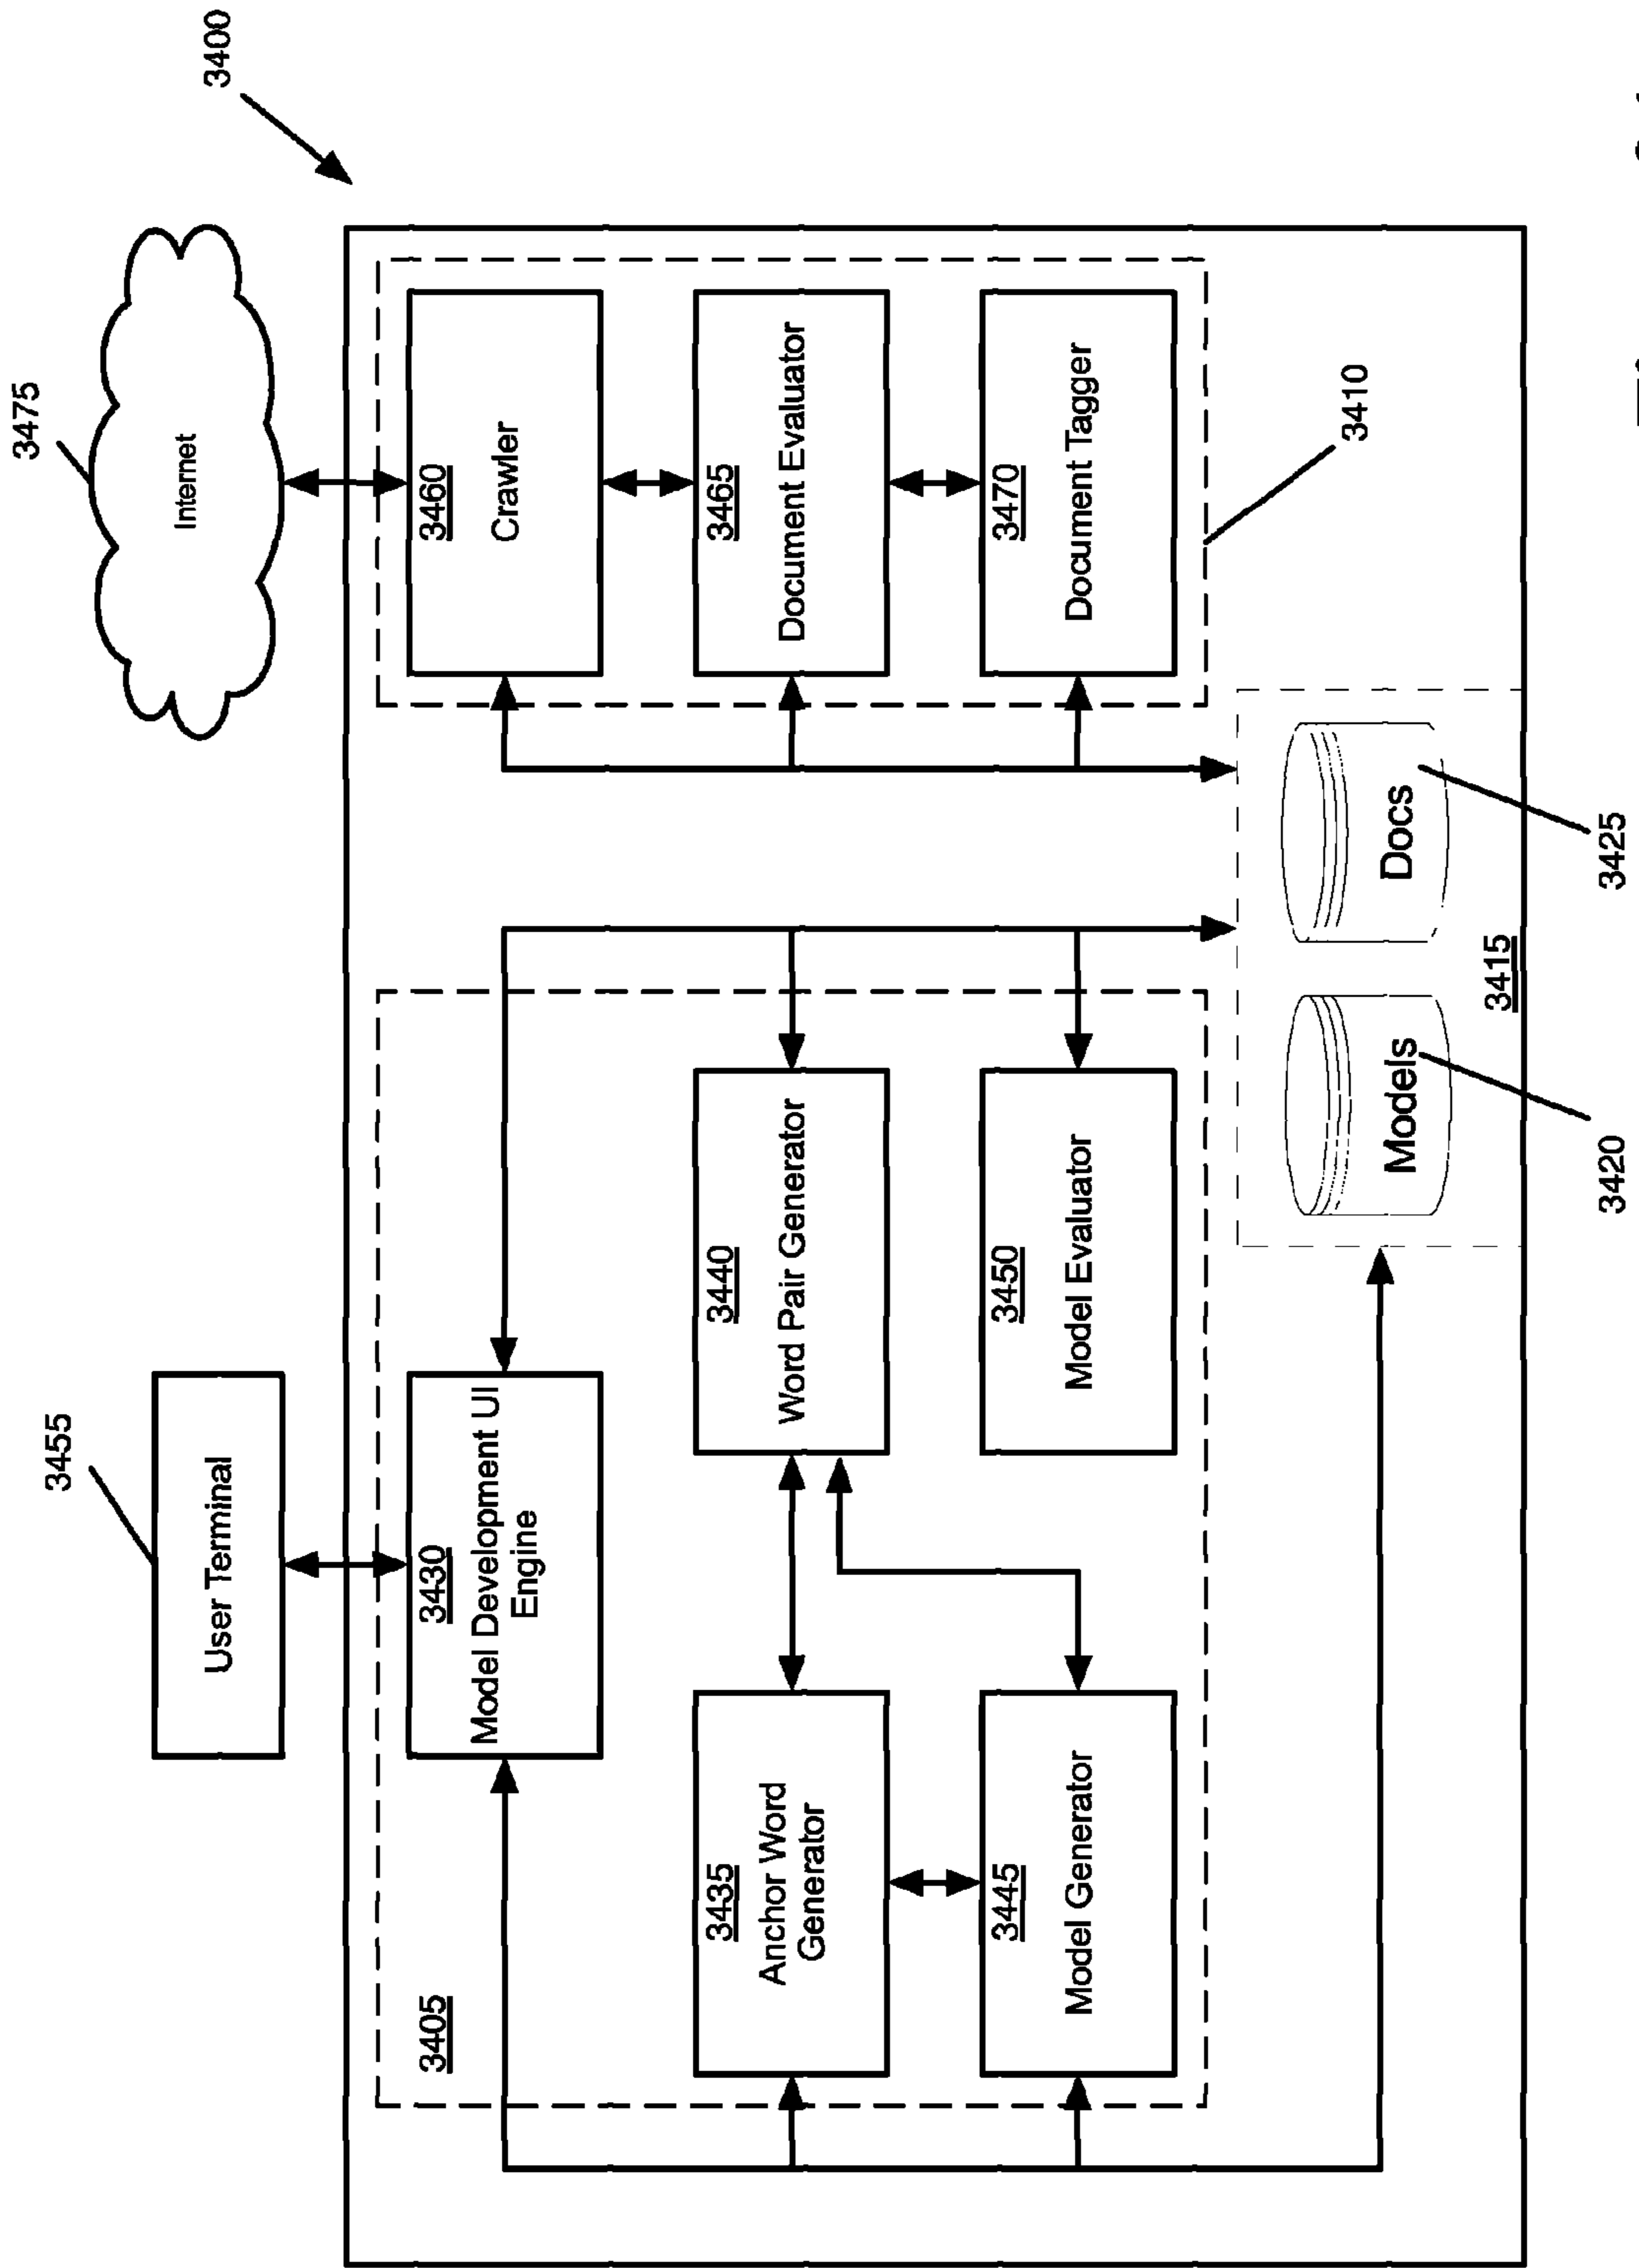 3400
3475
Internet
3455
User Terminal
3405
3430
Model Development UI
Engine
3460
Crawler
3435
Anchor Word
Generator
3440
Word Pair Generator
3465
Document Evaluator
3445
Model Generator
3450
Model Evaluator
3470
Document Tagger
3410
Models
Docs
3415
3420
3425